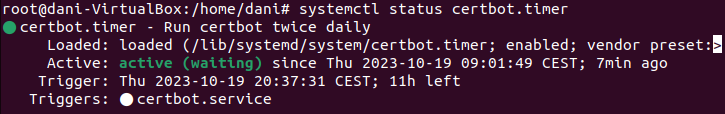 root@dani-VirtualBox:/home/dani# systemctl status certbot.timer
● certbot.timer - Run certbot twice daily
Loaded: loaded (/lib/systemd/system/certbot.timer; enabled; vendor preset:>
Active: active (waiting) since Thu 2023-10-19 09:01:49 CEST; 7min ago
Trigger: Thu 2023-10-19 20:37:31 CEST; 11h left
Triggers: ● certbot.service